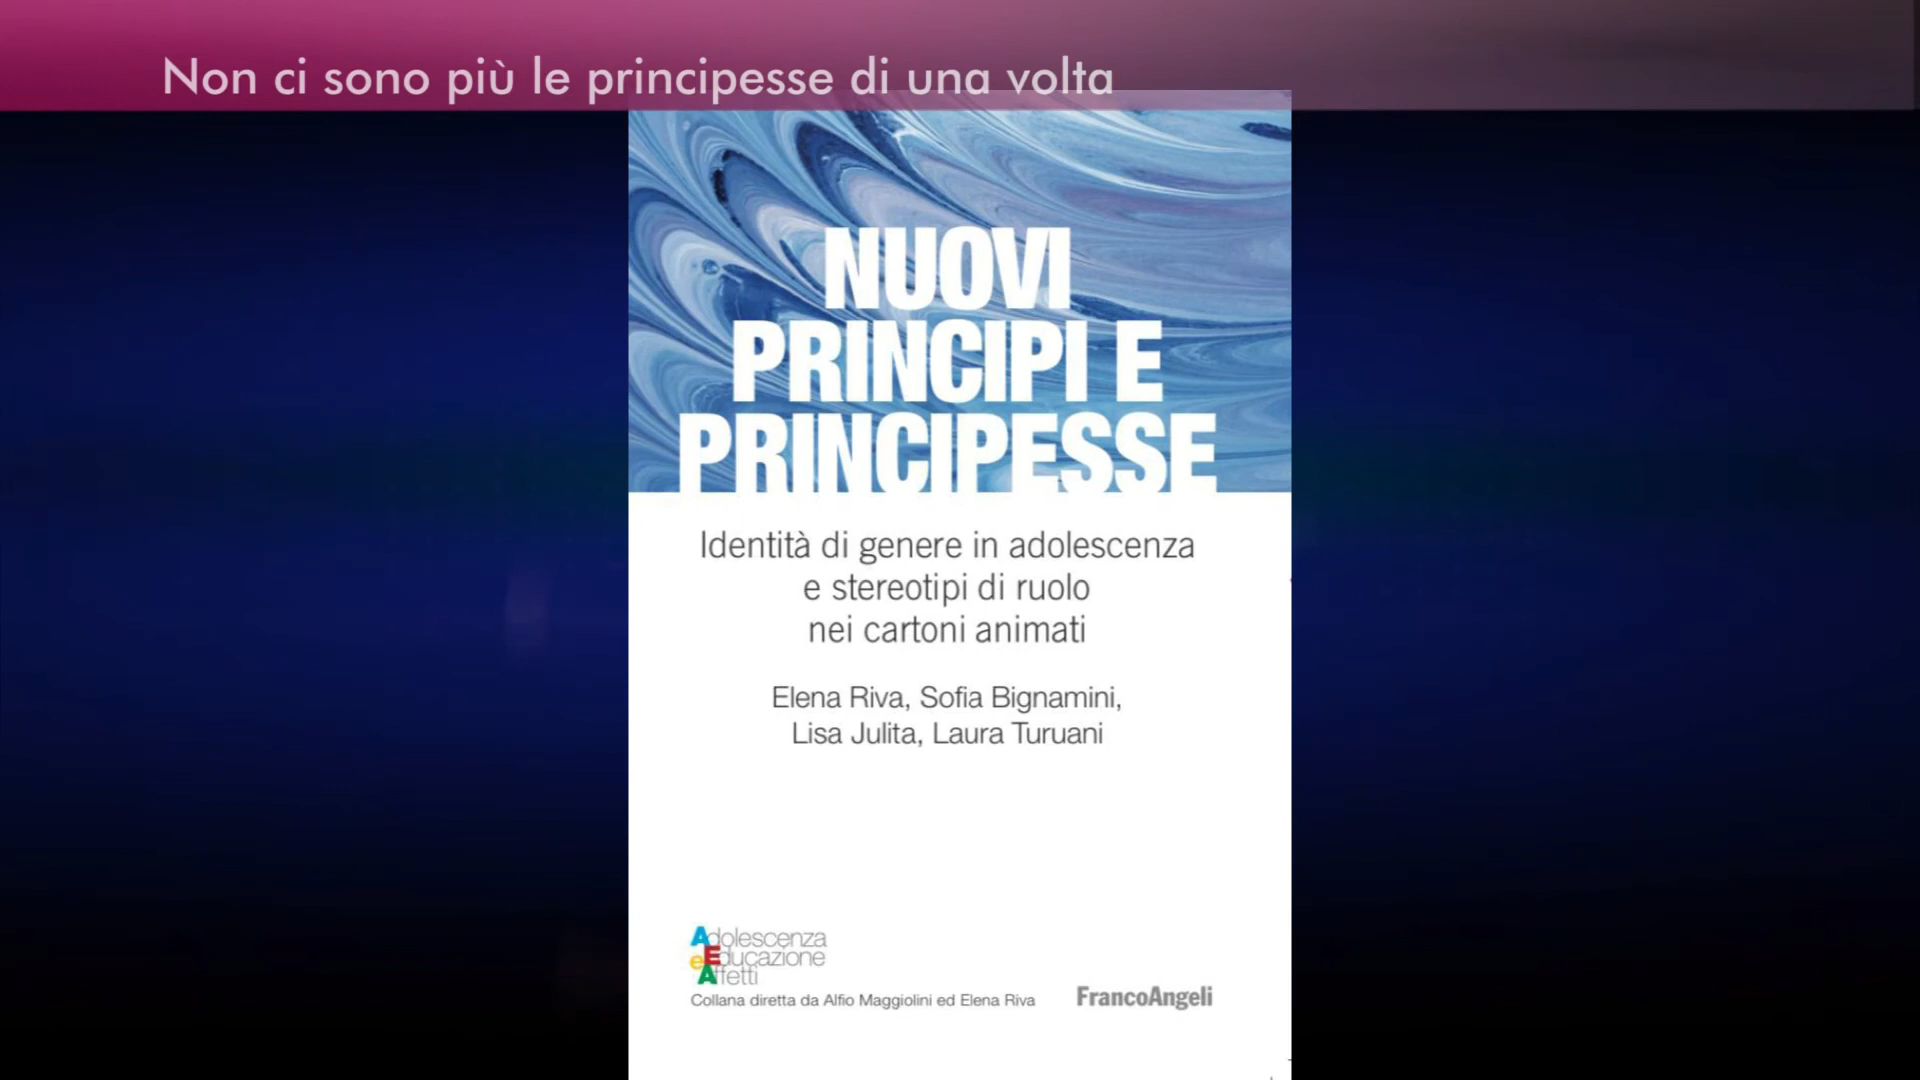 Non ci sono più le principesse di una volta
NUOVI
PRINCIPI E
PRINCIPESSE
Identità di genere in adolescenza
e stereotipi di ruolo
nei cartoni animati
Elena Riva, Sofia Bignamini,
Lisa Julita, Laura Turuani
Adolescenza
Educazione
e Affetti
Collana diretta da Alfio Maggiolini ed Elena Riva
FrancoAngeli